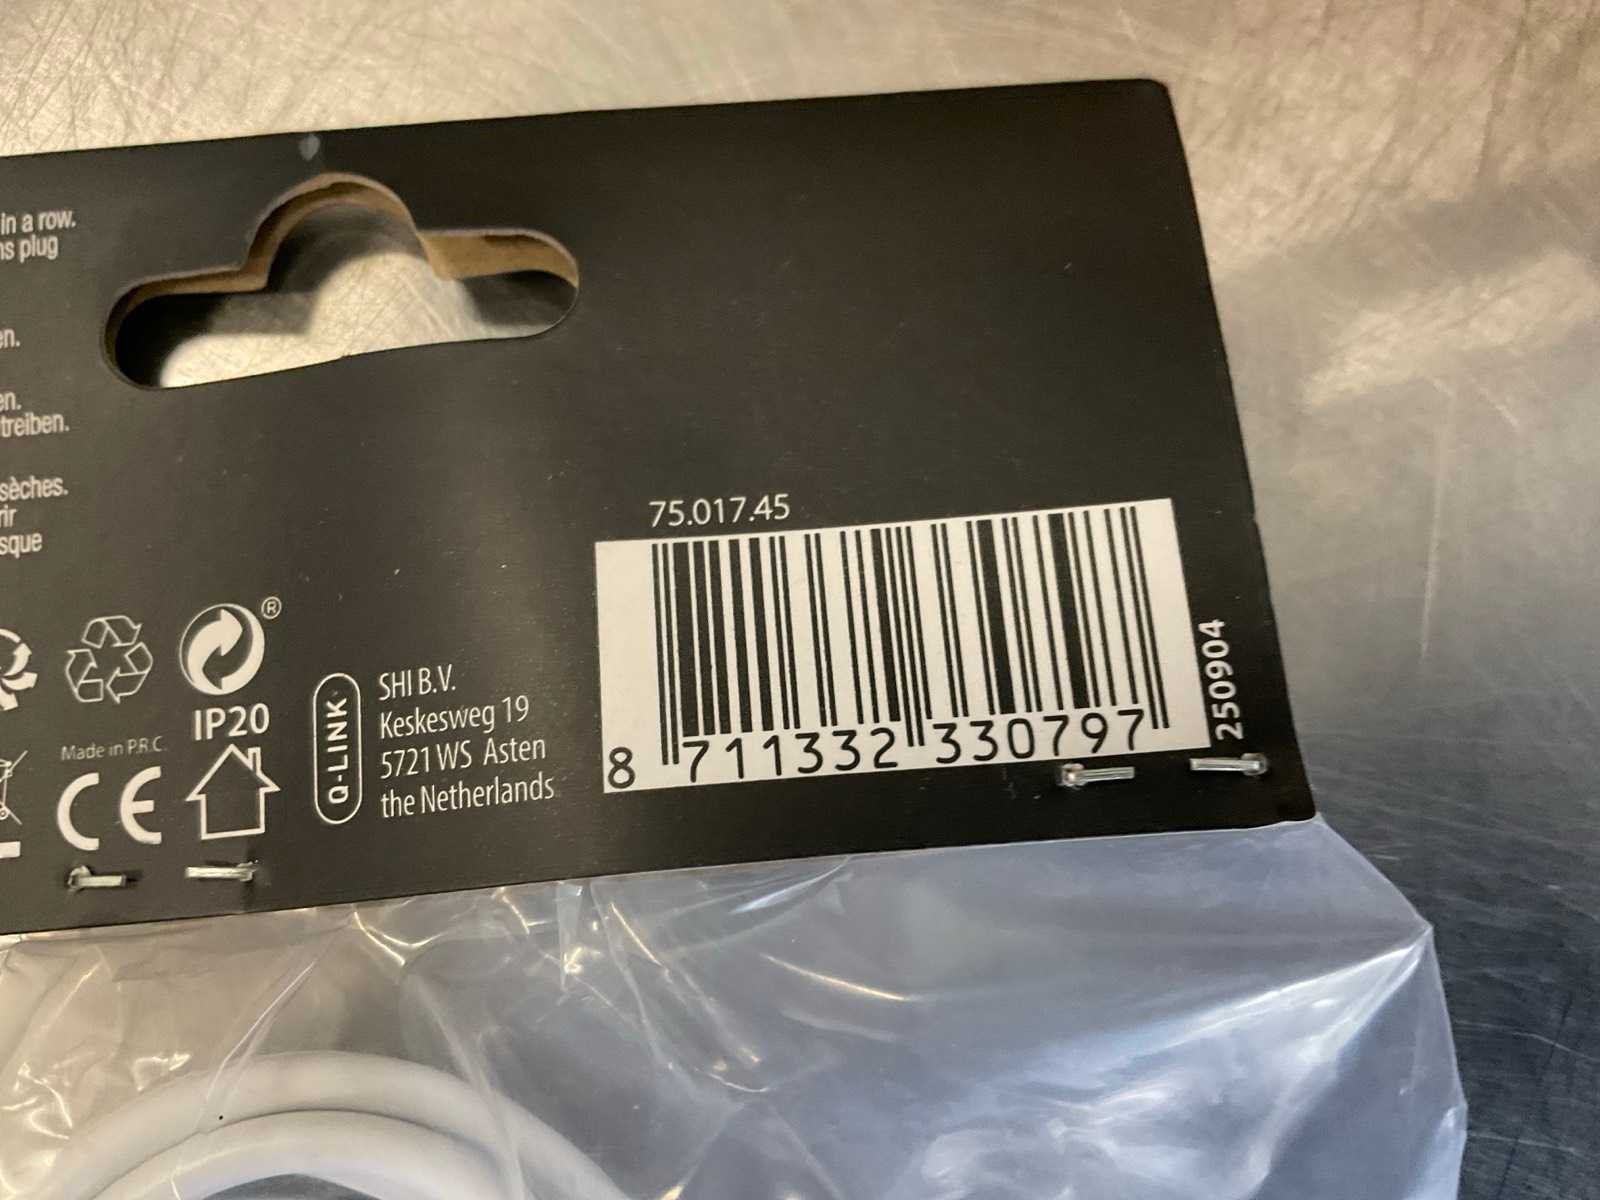 in a row.
plug
en.
en.
treiben.
sèches.
rir
sque
®
IP20
Made in P.R.C.
CE
Q-LINK
SHI B.V.
Keskesweg 19
5721 WS Asten
the Netherlands
75.017.45
8 711332 330797
250904